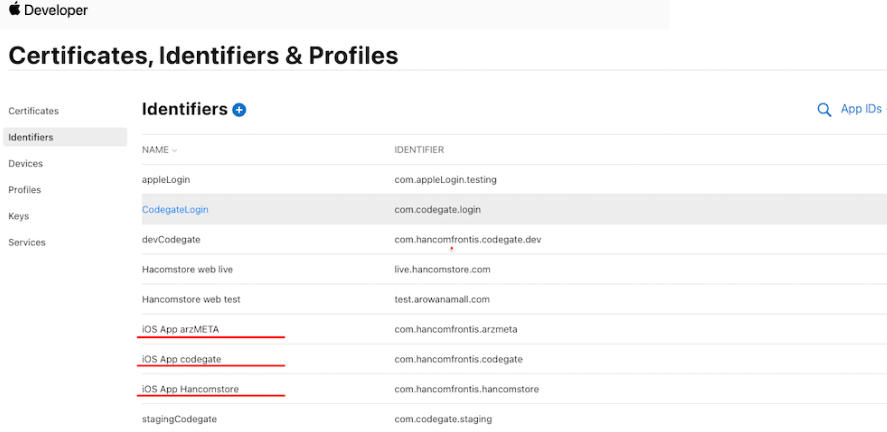 Developer
Certificates, Identifiers & Profiles
Certificates
Identifiers
Devices
Profiles
Keys
Services
Identifiers
App IDs
NAME IDENTIFIER
appleLogin com.appleLogin.testing
CodegateLogin com.codegate.login
devCodegate com.hancomfrontis.codegate.dev
Hacomstore web live live.hancomstore.com
Hancomstore web test test.arowanamall.com
iOS App arzMETA com.hancomfrontis.arzmeta
iOS App codegate com.hancomfrontis.codegate
iOS App Hancomstore com.hancomfrontis.hancomstore
stagingCodegate com.codegate.staging